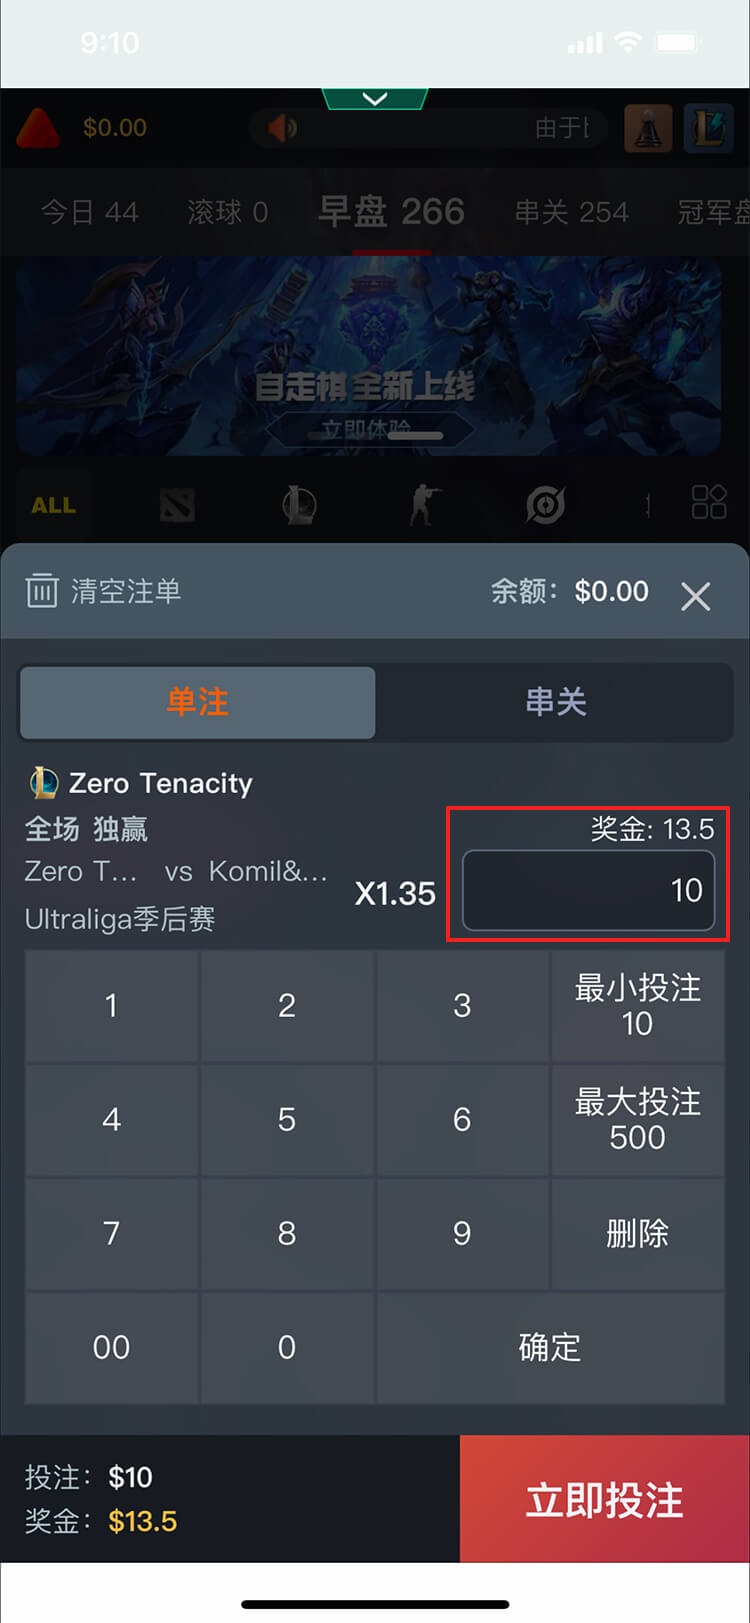 9:10
$0.00
由于
今日 44 滚球 0 早盘 266 串关 254 冠军盘
自走棋全新上线
立即体验
ALL
清空注单 余额: $0.00
单注 串关
Zero Tenacity
全场 独赢
奖金: 13.5
Zero T... vs Komil&...
X1.35
10
Ultraliga季后赛
1 2 3 最小投注
10
4 5 6 最大投注
500
7 8 9 删除
00 0 确定
投注: $10
奖金: $13.5
立即投注